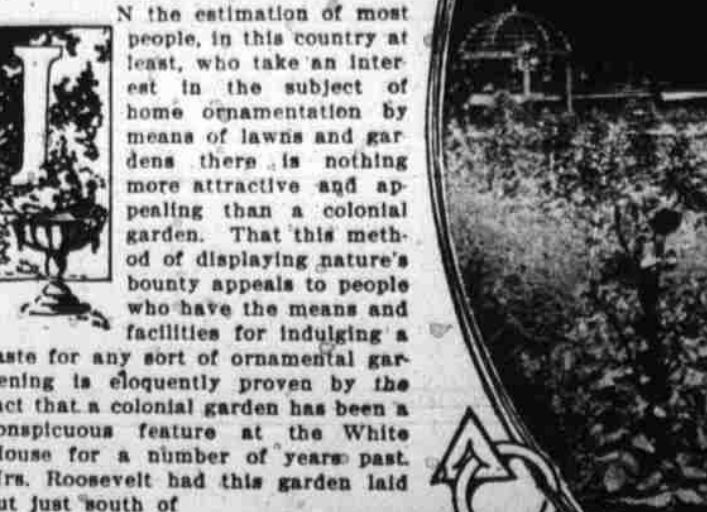 IN the estimation of most
people, in this country at
least, who take an inter
est in the subject of
home ornamentation by
means of lawns and gar
dens there is nothing
more attractive and ap-
pealing than a colonial
garden. That this meth-
od of displaying nature's
bounty appeals to people
who have the means and
facilities for indulging a
aste for any sort of ornamental gar-
ening is eloquently proven by the
act that a colonial garden has been a
onspicuous feature at the White
House for a number of years past.
Mrs. Roosevelt had this garden laid
ut just south of